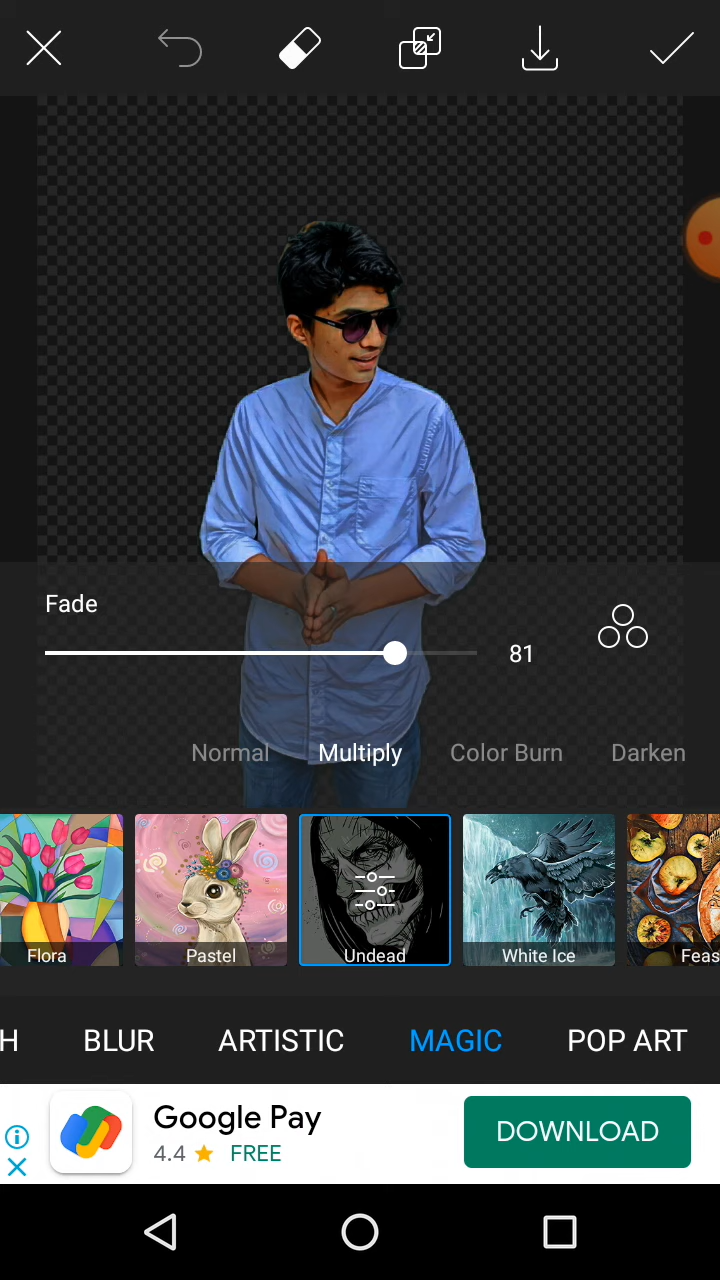 Fade
81
Normal Multiply Color Burn Darken
Flora Pastel Undead White Ice Feas
H BLUR ARTISTIC MAGIC POP ART
Google Pay
4.4 FREE
DOWNLOAD